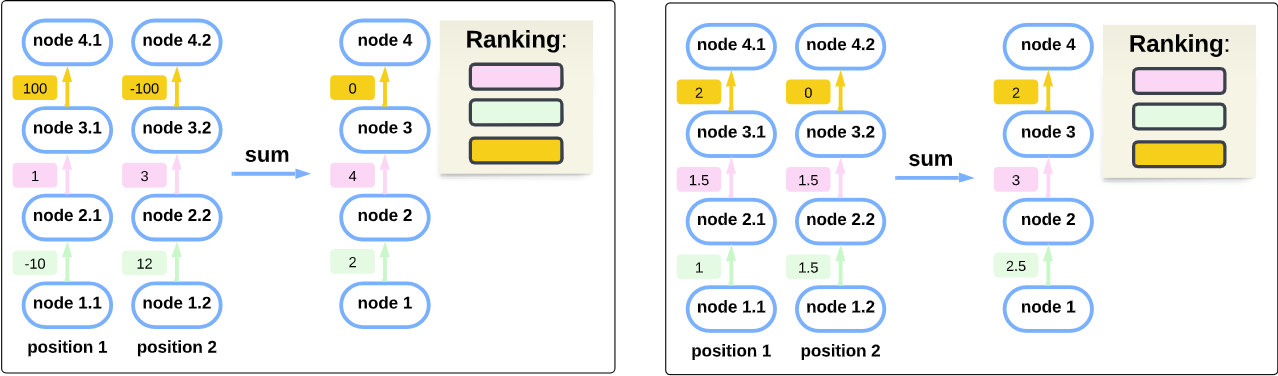 node 4.1
node 4.2
node 4
Ranking:
100
-100
0
node 3.1
node 3.2
node 3
sum
1
3
4
node 2.1
node 2.2
node 2
-10
12
2
node 1.1
node 1.2
node 1
position 1
position 2
node 4.1
node 4.2
node 4
Ranking:
2
0
2
node 3.1
node 3.2
node 3
sum
1.5
1.5
3
node 2.1
node 2.2
node 2
1
1.5
2.5
node 1.1
node 1.2
node 1
position 1
position 2